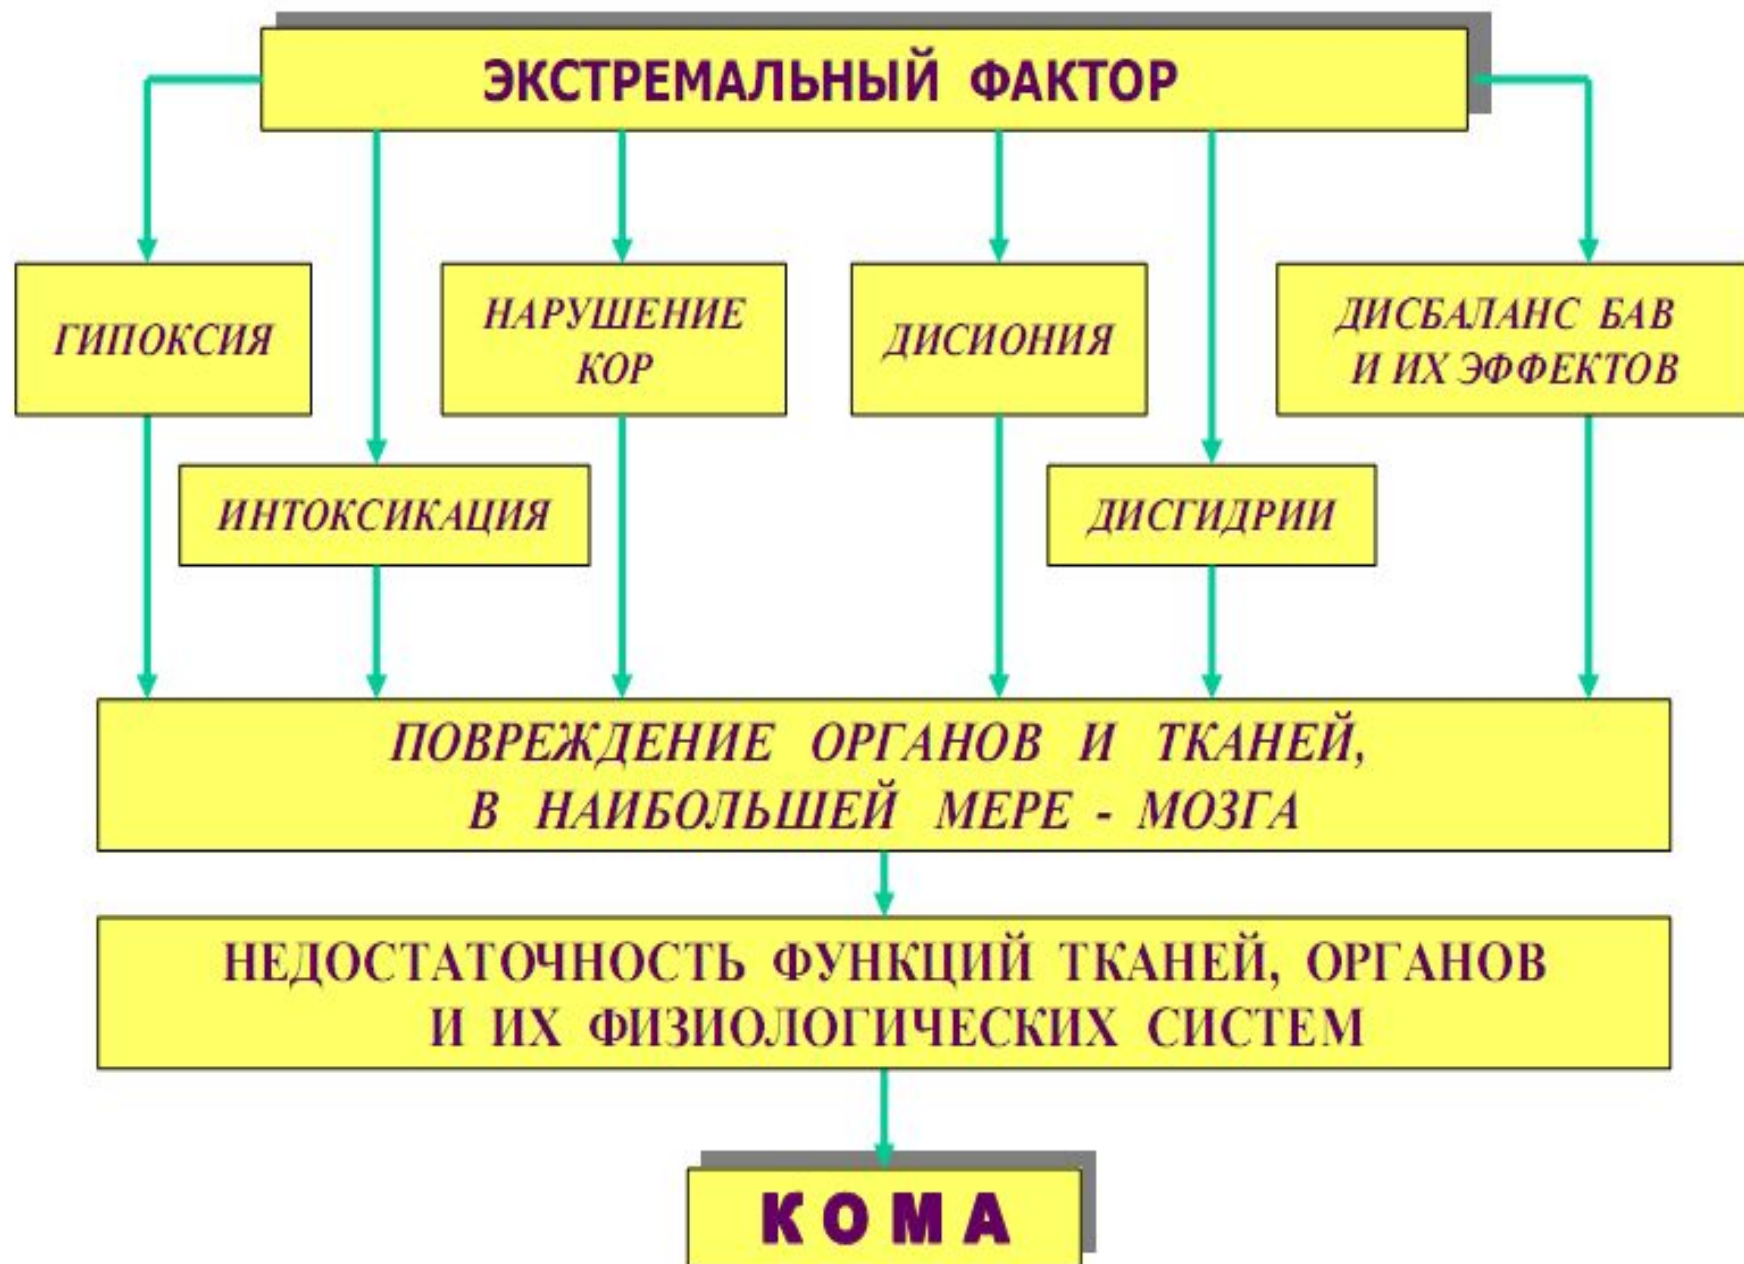 ЭКСТРЕМАЛЬНЫЙ ФАКТОР
ГИПОКСИЯ
НАРУШЕНИЕ
КОР
ДИСИОНИЯ
ДИСБАЛАНС БАВ
И ИХ ЭФФЕКТОВ
ИНТОКСИКАЦИЯ
ДИСГИДРИИ
ПОВРЕЖДЕНИЕ ОРГАНОВ И ТКАНЕЙ,
В НАИБОЛЬШЕЙ МЕРЕ - МОЗГА
НЕДОСТАТОЧНОСТЬ ФУНКЦИЙ ТКАНЕЙ, ОРГАНОВ
И ИХ ФИЗИОЛОГИЧЕСКИХ СИСТЕМ
КОМА